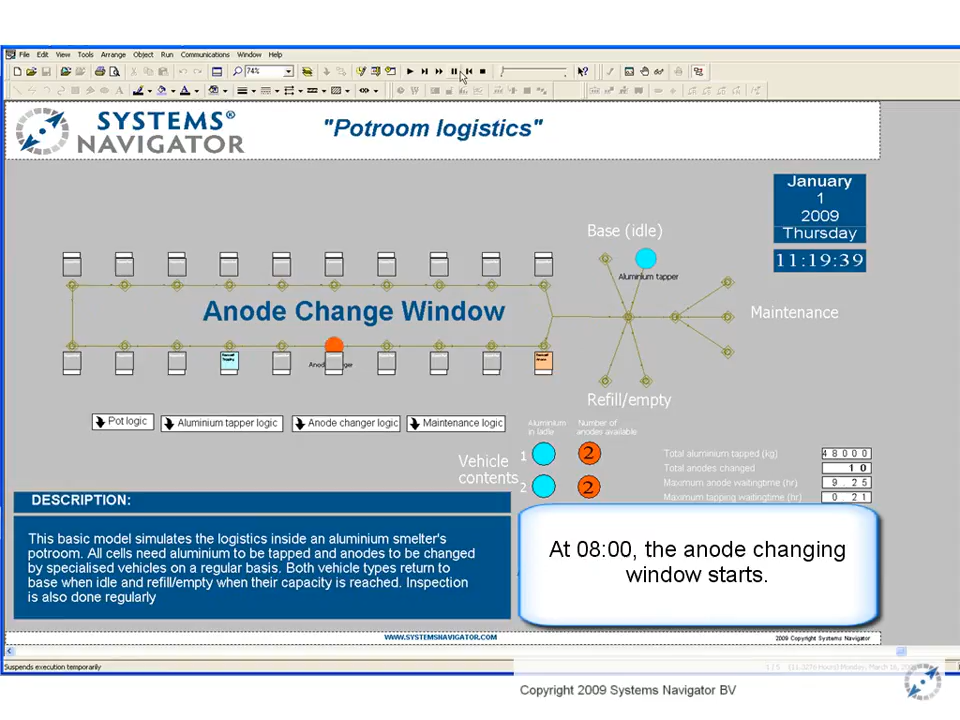 File Edit View Tools Arrange Object Run Communications Window Help
74%
SYSTEMS®
NAVIGATOR
"Potroom logistics"
January
1
2009
Thursday
11:19:39
Base (idle)
Aluminium tapper
Anode Change Window
Maintenance
Refill/empty
Pot logic
Aluminium tapper logic
Anode changer logic
Maintenance logic
Aluminium
in ladle
Number of
anodes available
Vehicle
contents
1
2
2
2
Total aluminium tapped (kg) 48000
Total anodes changed 10
Maximum anode waitingtime (hr) 9.25
Maximum tapping waitingtime (hr) 0.21
DESCRIPTION:
This basic model simulates the logistics inside an aluminium smelter's
potroom. All cells need aluminium to be tapped and anodes to be changed
by specialised vehicles on a regular basis. Both vehicle types return to
base when idle and refill/empty when their capacity is reached. Inspection
is also done regularly
At 08:00, the anode changing
window starts.
WWW.SYSTEMSNAVIGATOR.COM
2009 Copyright Systems Navigator
Suspends execution temporarily
Copyright 2009 Systems Navigator BV